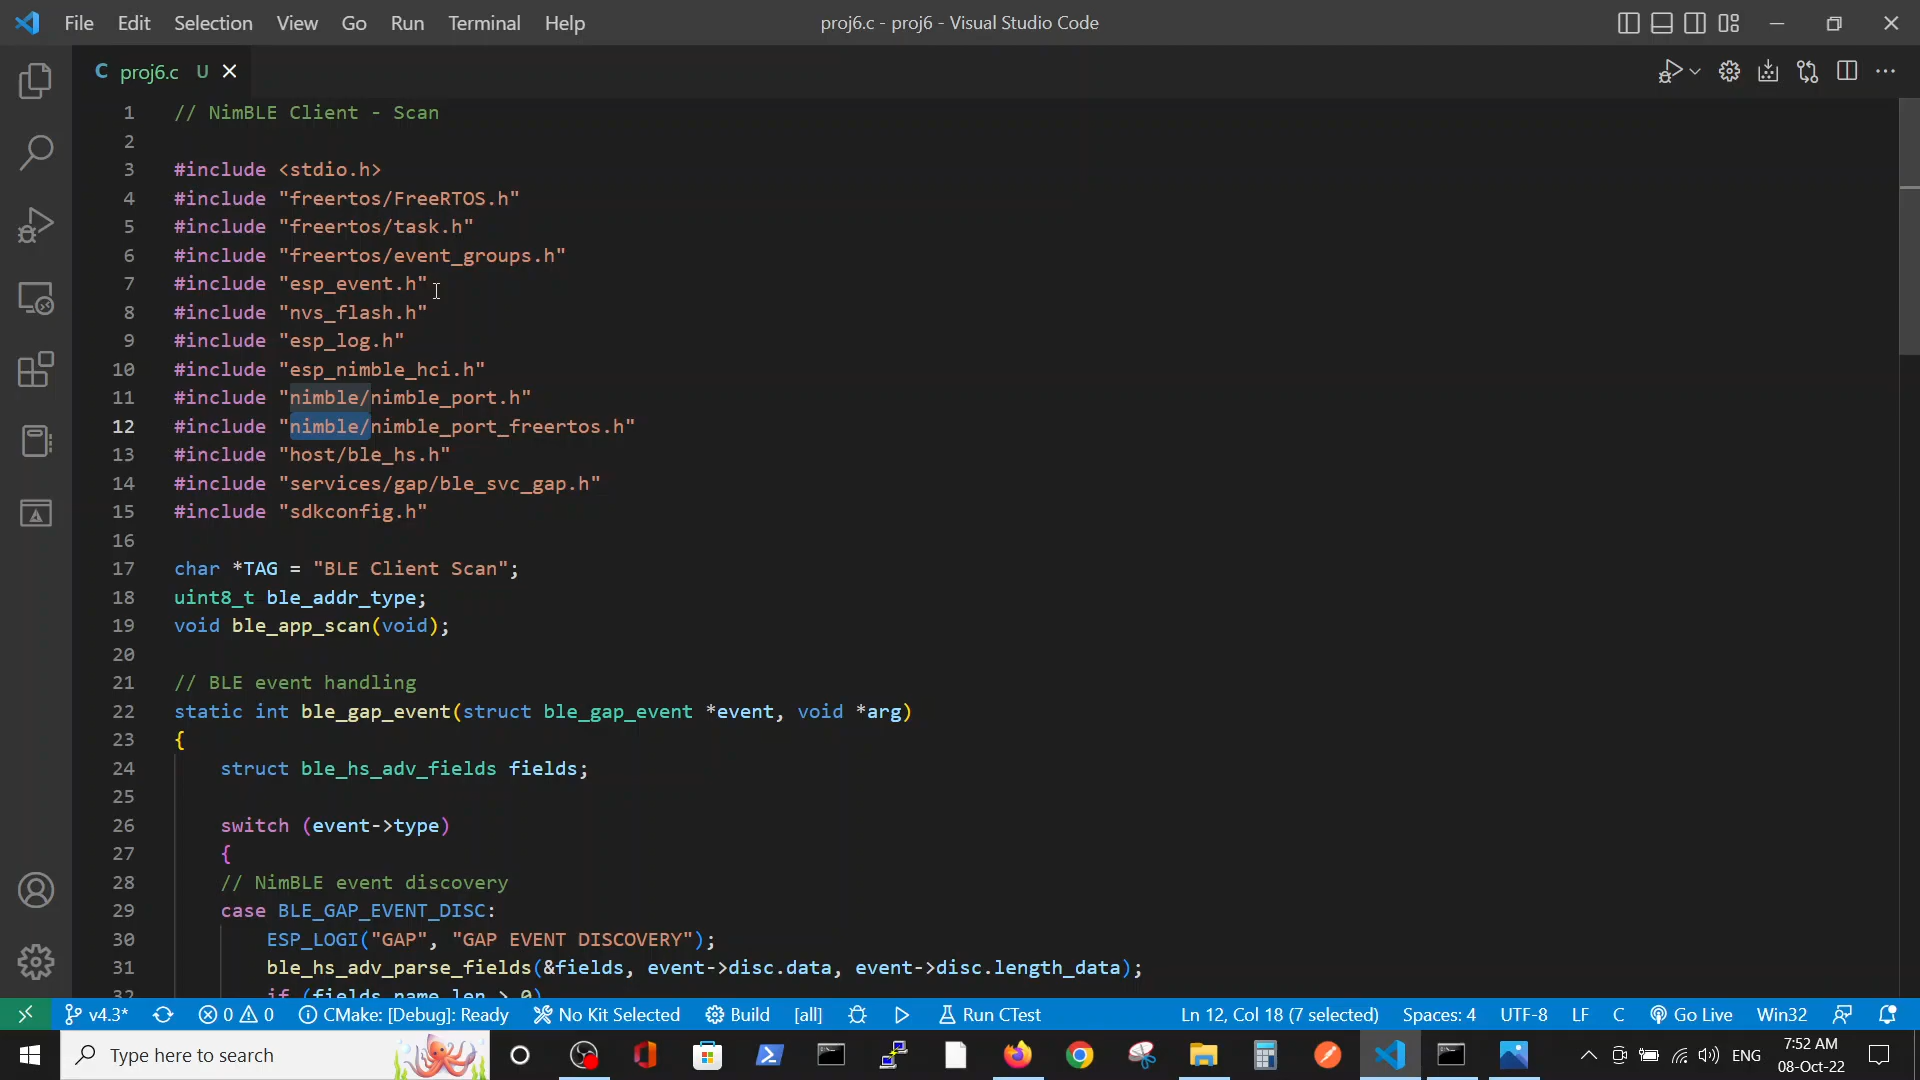 File Edit Selection View Go Run Terminal Help proj6.c - proj6 - Visual Studio Code
C proj6.c U
1 // NimBLE Client - Scan
2
3 #include <stdio.h>
4 #include "freertos/FreeRTOS.h"
5 #include "freertos/task.h"
6 #include "freertos/event_groups.h"
7 #include "esp_event.h"
8 #include "nvs_flash.h"
9 #include "esp_log.h"
10 #include "esp_nimble_hci.h"
11 #include "nimble/nimble_port.h"
12 #include "nimble/nimble_port_freertos.h"
13 #include "host/ble_hs.h"
14 #include "services/gap/ble_svc_gap.h"
15 #include "sdkconfig.h"
16
17 char *TAG = "BLE Client Scan";
18 uint8_t ble_addr_type;
19 void ble_app_scan(void);
20
21 // BLE event handling
22 static int ble_gap_event(struct ble_gap_event *event, void *arg)
23 {
24 struct ble_hs_adv_fields fields;
25
26 switch (event->type)
27 {
28 // NimBLE event discovery
29 case BLE_GAP_EVENT_DISC:
30 ESP_LOGI("GAP", "GAP EVENT DISCOVERY");
31 ble_hs_adv_parse_fields(&fields, event->disc.data, event->disc.length_data);
32 if (fields.name_len > 0)
v4.3* 0 0 CMake: [Debug]: Ready No Kit Selected Build [all] Run CTest Ln 12, Col 18 (7 selected) Spaces: 4 UTF-8 LF C Go Live Win32
Type here to search ENG 7:52 AM
08-Oct-22